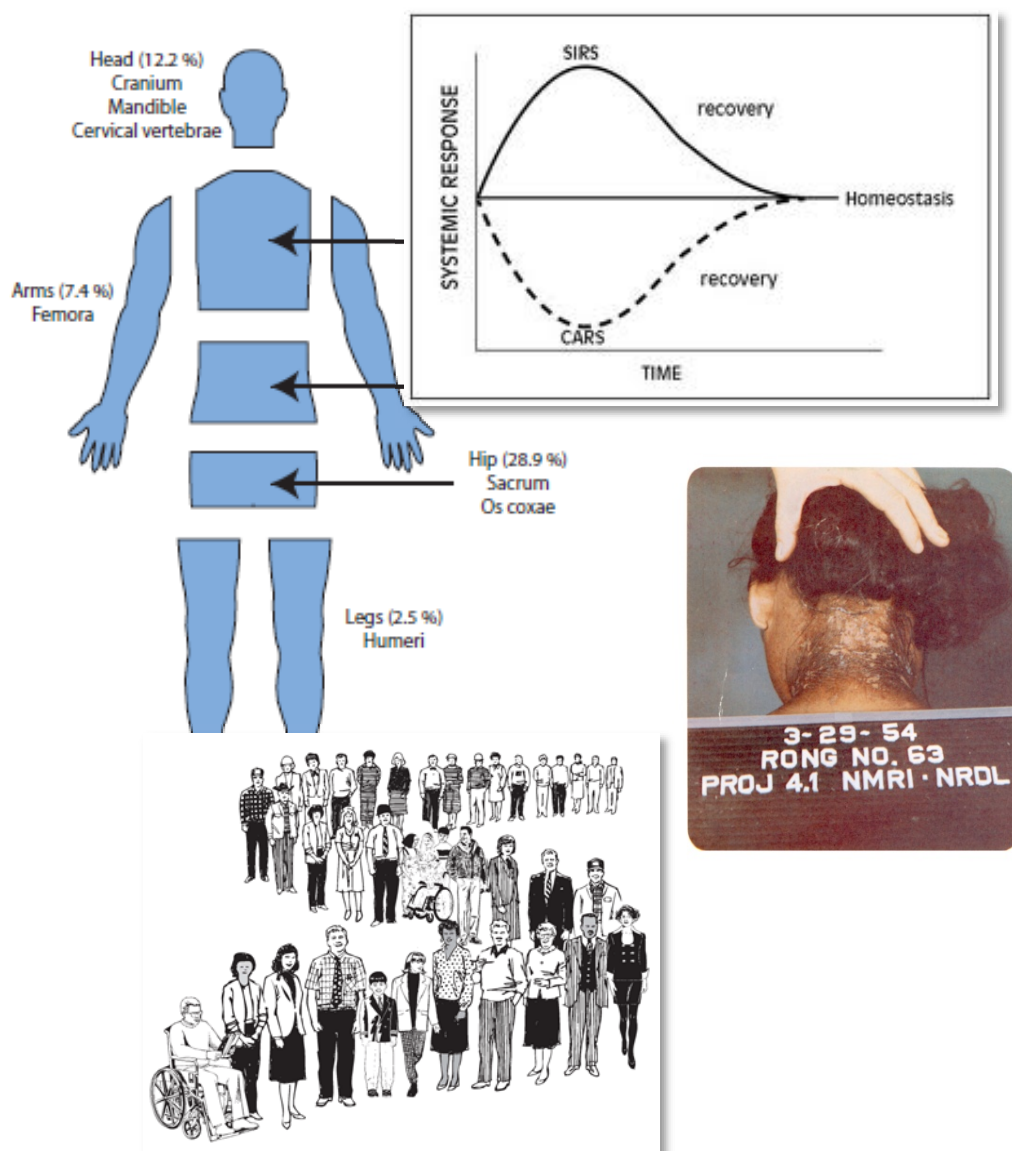 Head (12.2 %)
Cranium
Mandible
Cervical vertebrae
Arms (7.4 %)
Femora
Hip (28.9 %)
Sacrum
Os coxae
Legs (2.5 %)
Humeri
SYSTEMIC RESPONSE
SIRS
recovery
Homeostasis
recovery
CARS
TIME
3-29-54
RONG NO. 63
PROJ 4.1 NMRI·NRDL